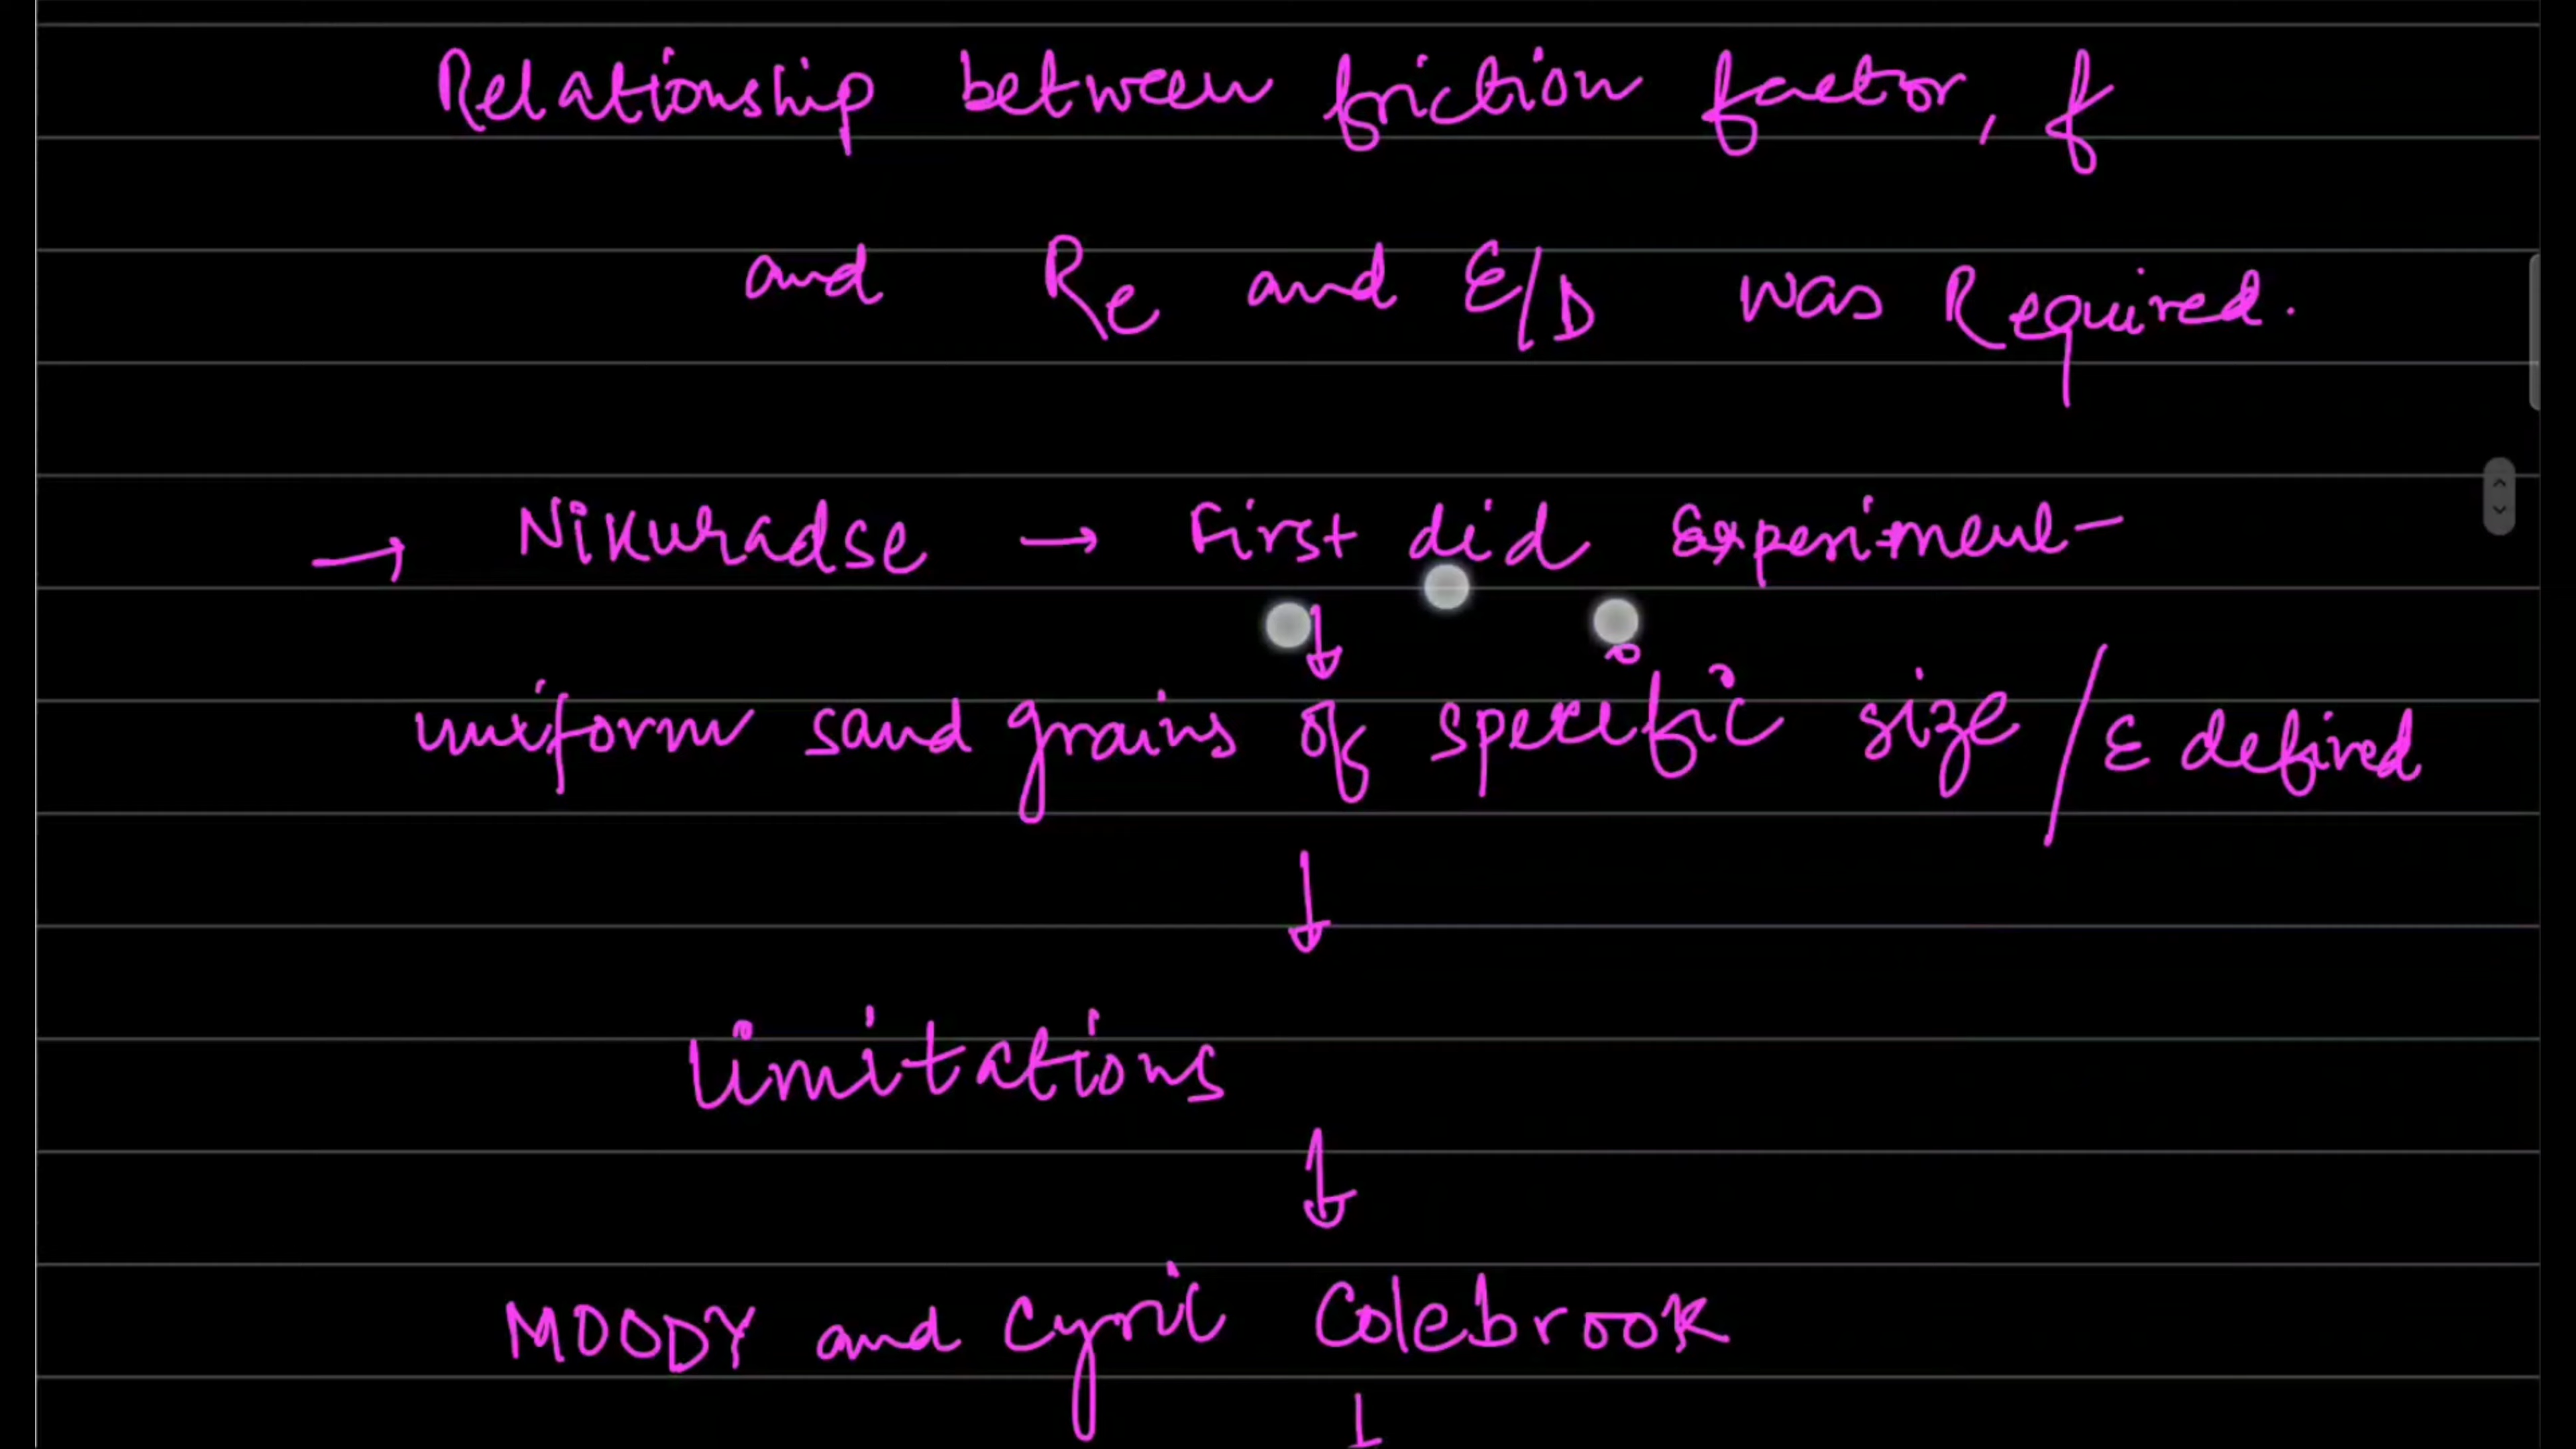 Relationship between friction factor, f
and Re and ε/D was Required.
→ Nikuradse → First did Experiment
↓
uniform sand grains of specific size / ε defined
↓
limitations
↓
MOODY and Cyril Colebrook